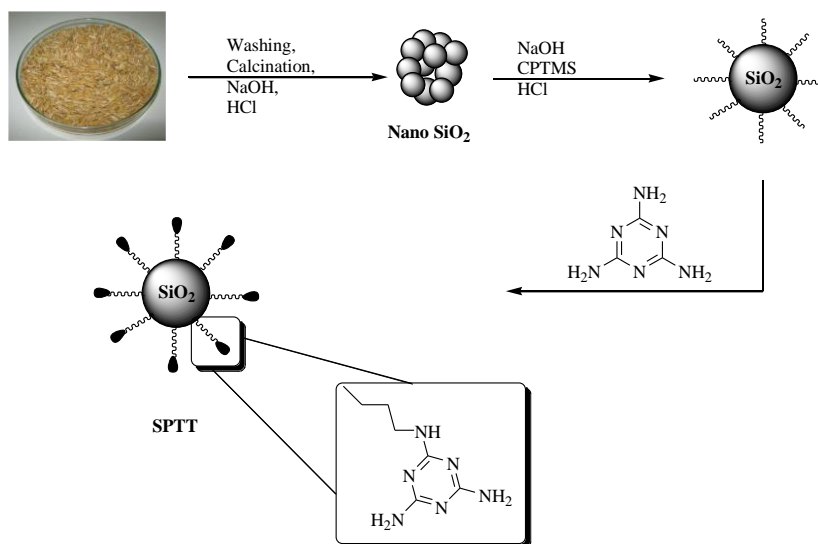 Washing,
Calcination,
NaOH,
HCl
Nano SiO₂
NaOH
CPTMS
HCl
SiO₂
NH₂
N
N
H₂N
N
NH₂
SiO₂
SPTT
NH
N
N
N
NH₂
H₂N